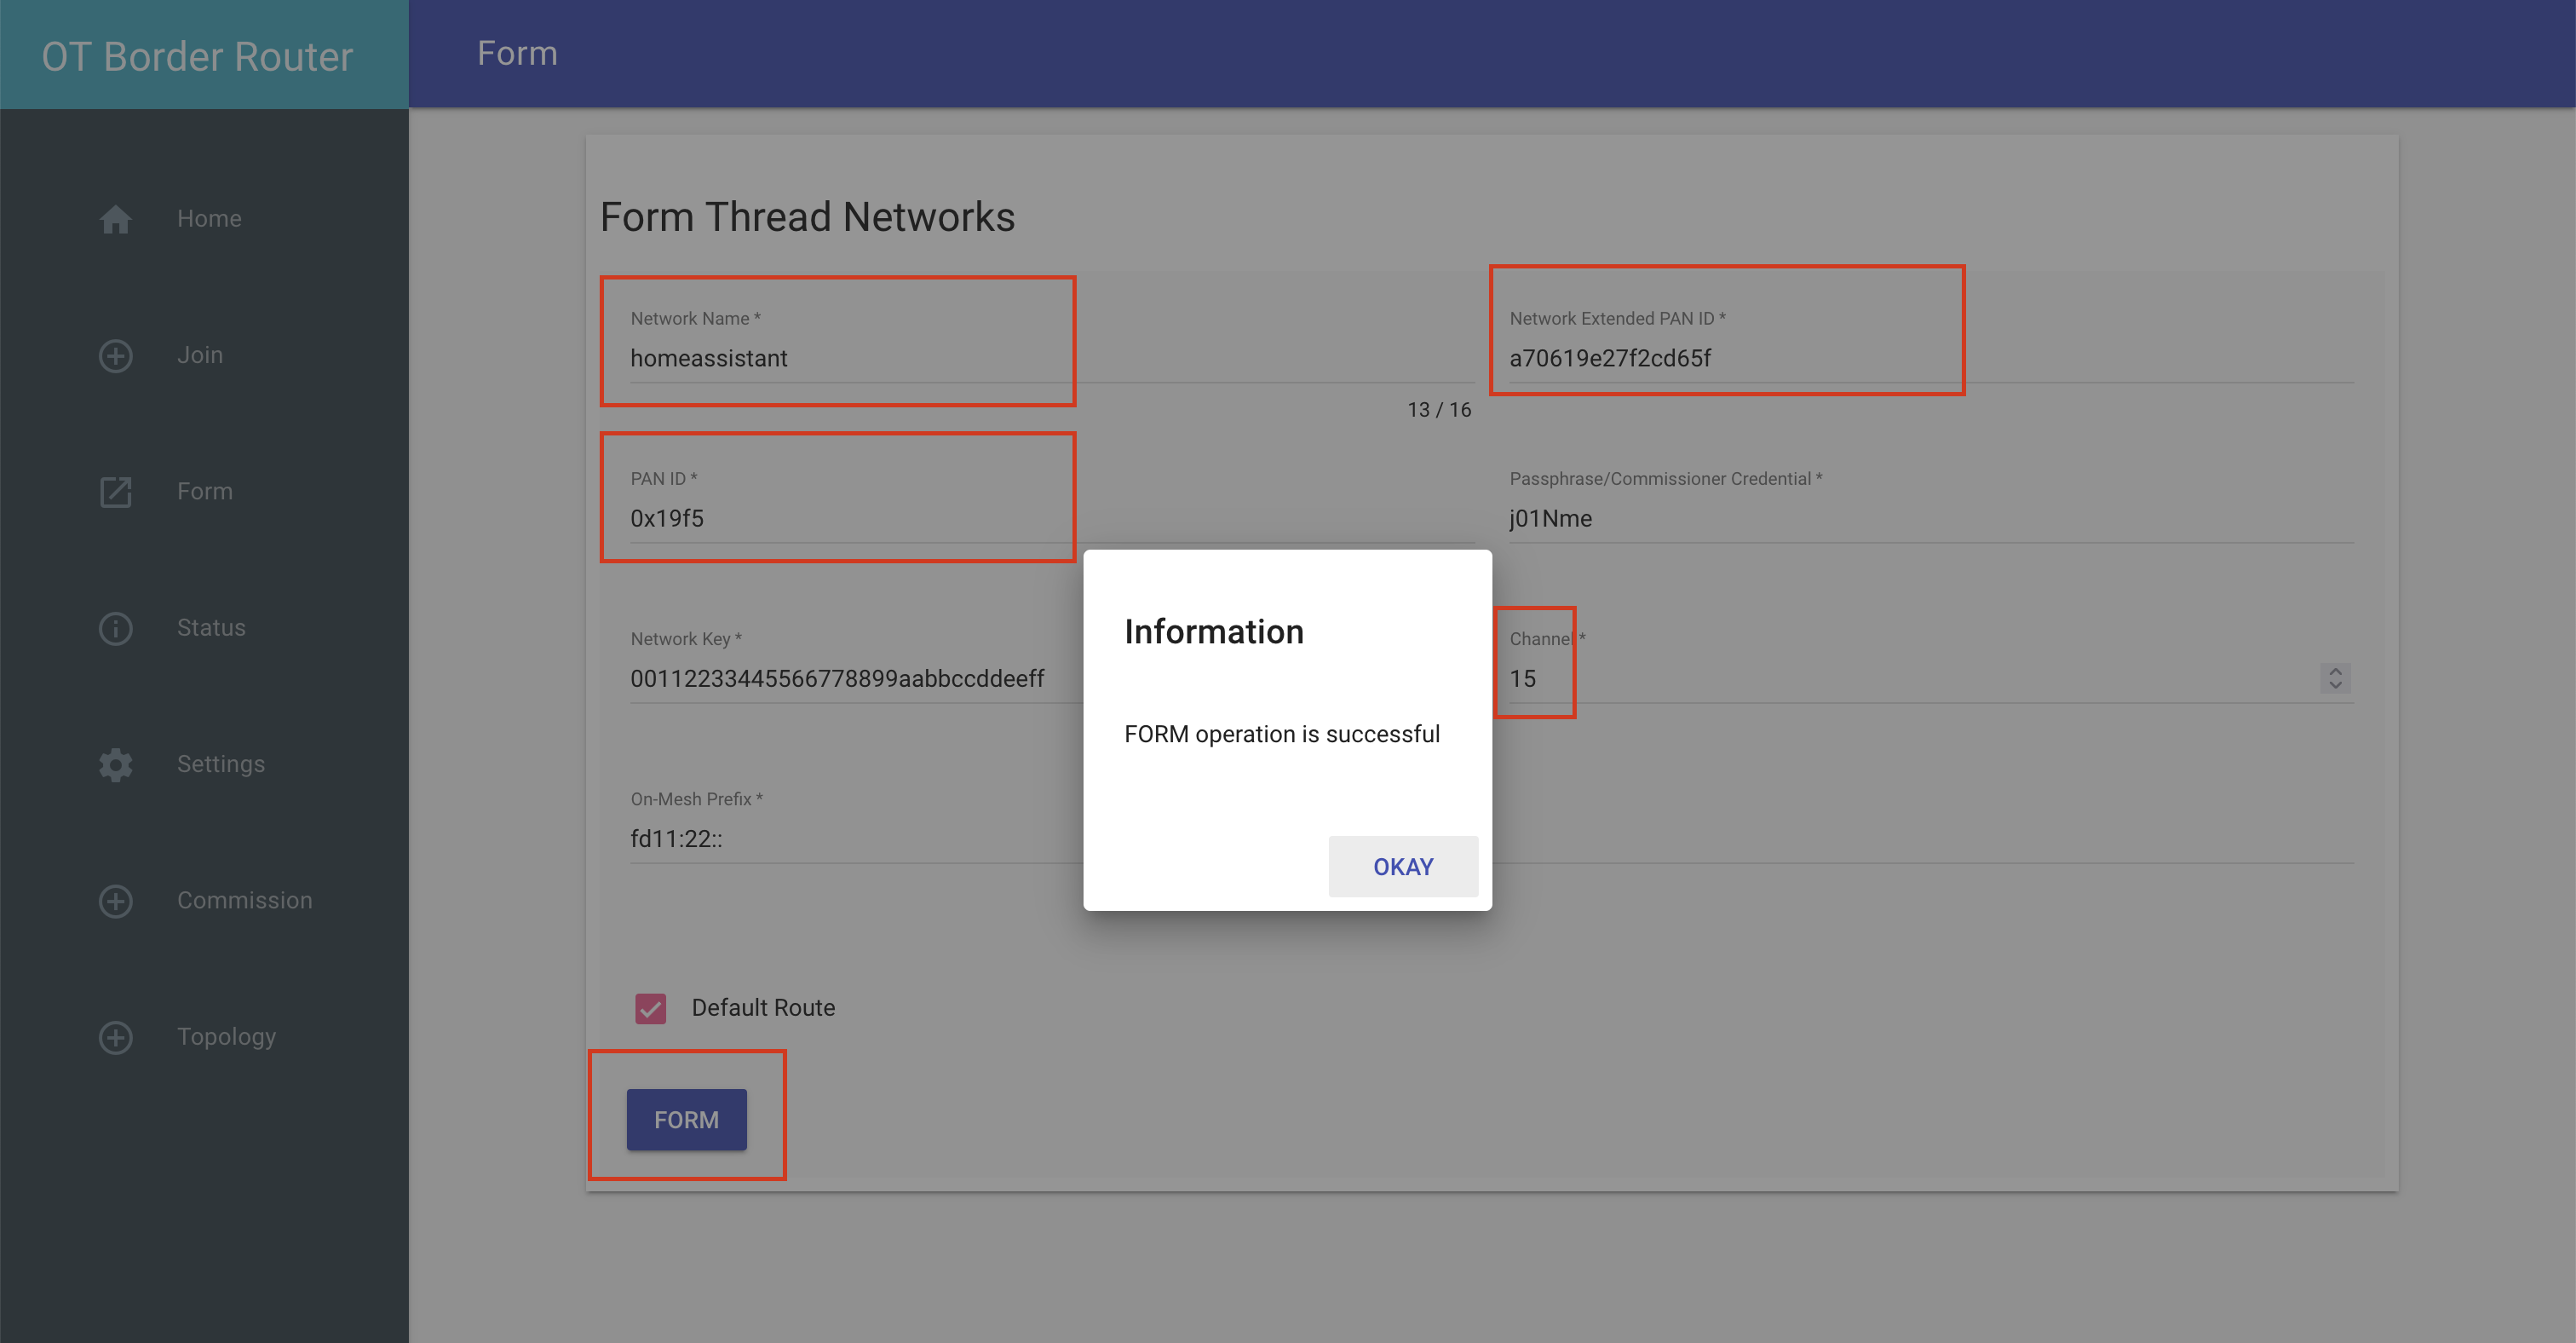 OT Border Router
Form
Home
Join
Form
Status
Settings
Commission
Topology
Form Thread Networks
Network Name *
homeassistant
13 / 16
Network Extended PAN ID *
a70619e27f2cd65f
PAN ID *
0x19f5
Passphrase/Commissioner Credential *
j01Nme
Network Key *
00112233445566778899aabbccddeeff
Channel *
15
On-Mesh Prefix *
fd11:22::
Default Route
FORM
Information
FORM operation is successful
OKAY